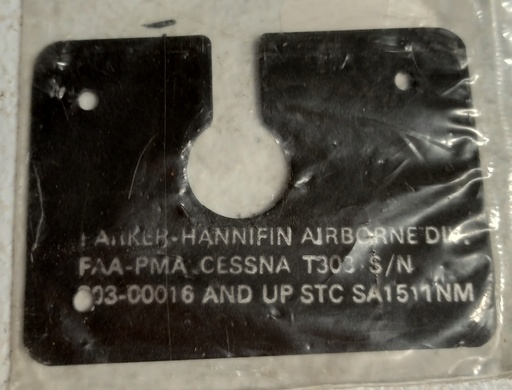 PARKER-HANNIFIN AIRBORNE DIV.
FAA-PMA CESSNA T303 S/N
303-00016 AND UP STC SA1511NM